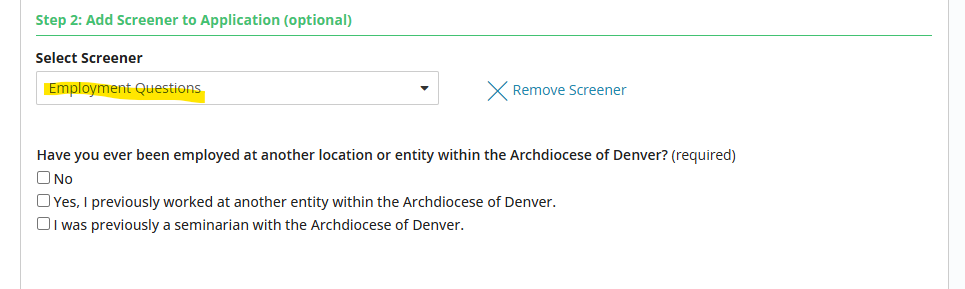 Step 2: Add Screener to Application (optional)
Select Screener
Employment Questions
Remove Screener
Have you ever been employed at another location or entity within the Archdiocese of Denver? (required)
No
Yes, I previously worked at another entity within the Archdiocese of Denver.
I was previously a seminarian with the Archdiocese of Denver.